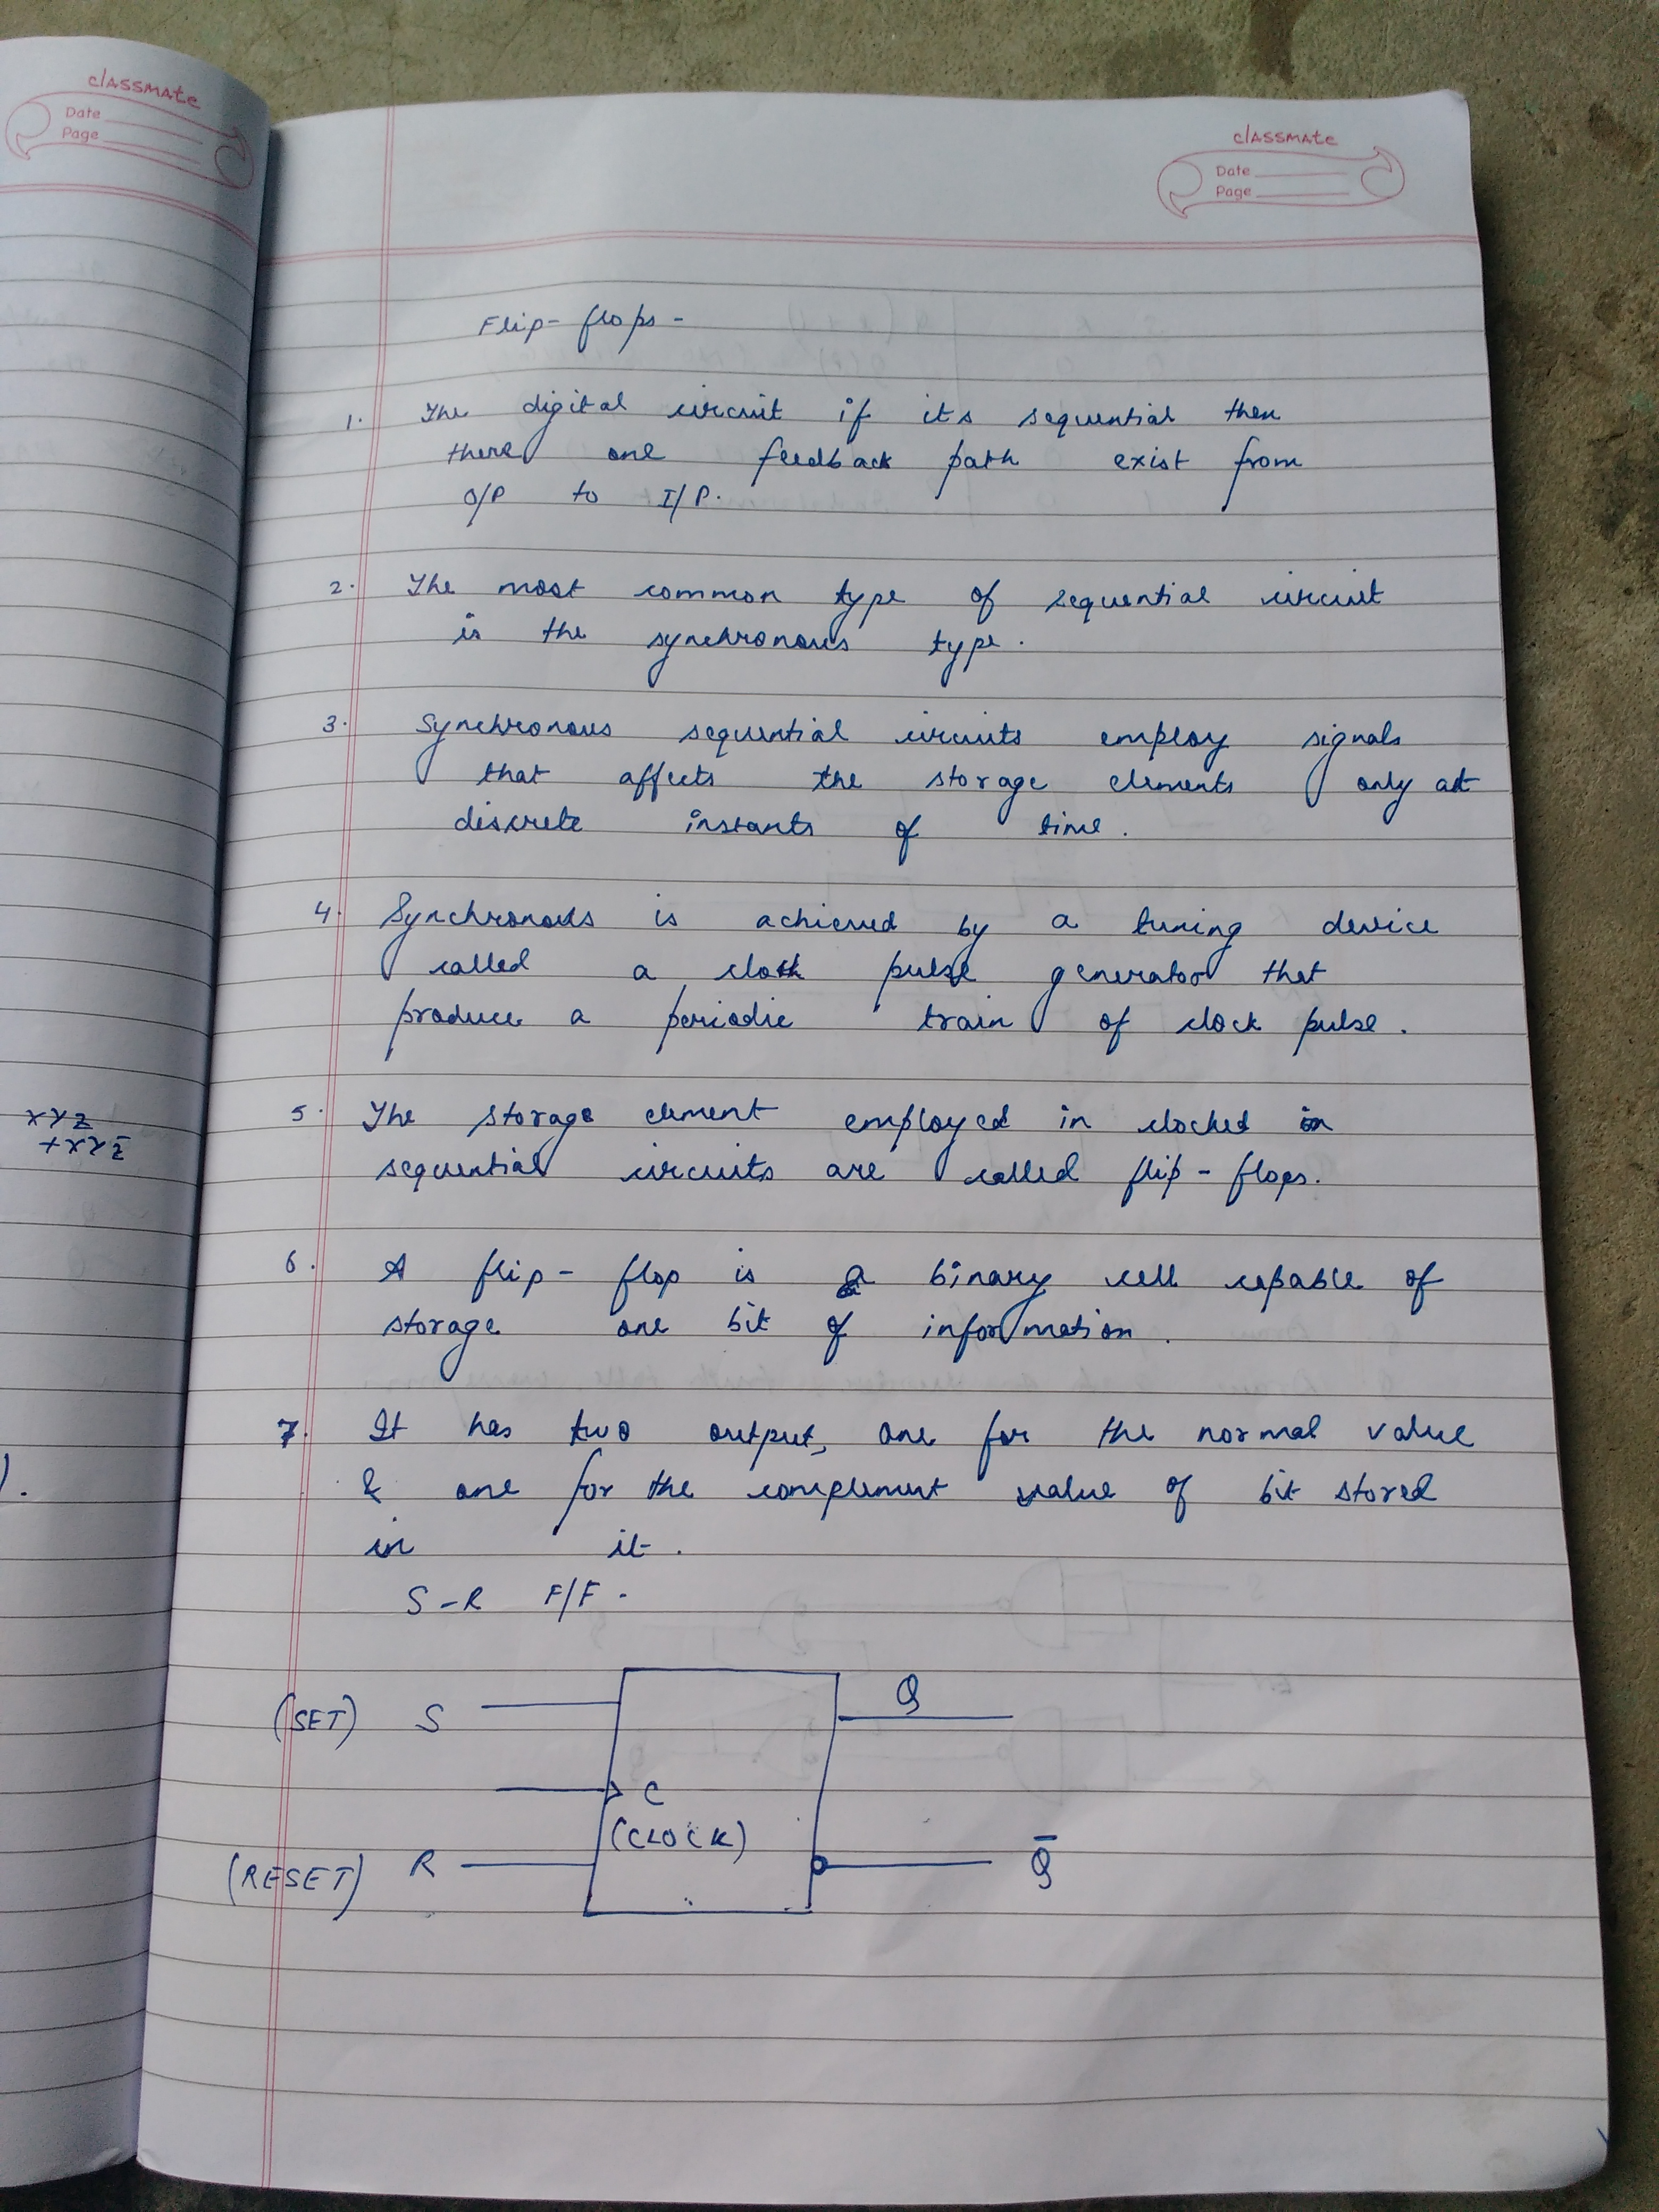 classmate
Date
Page
classmate
Date
Page
Flip-flops -
1. The digital circuit if its sequential then
there one feedback path exist from
O/P to I/P.
2. The most common type of sequential circuit
is the synchronous type.
3. Synchronous sequential circuits employ signals
that affects the storage elements only at
discrete instants of time.
4. Synchronous is achieved by a tuning device
called a clock pulse generator that
produce a periodic train of clock pulse.
5. The storage element employed in clocked in
sequential circuits are called flip-flops.
6. A flip-flop is a binary cell capable of
storage one bit of information.
7. It has two output, one for the normal value
& one for the complement value of bit stored
in it.
S-R F/F -
(SET) S Q
C
(CLOCK)
(RESET) R Q̅
XYZ
+XYZ̅